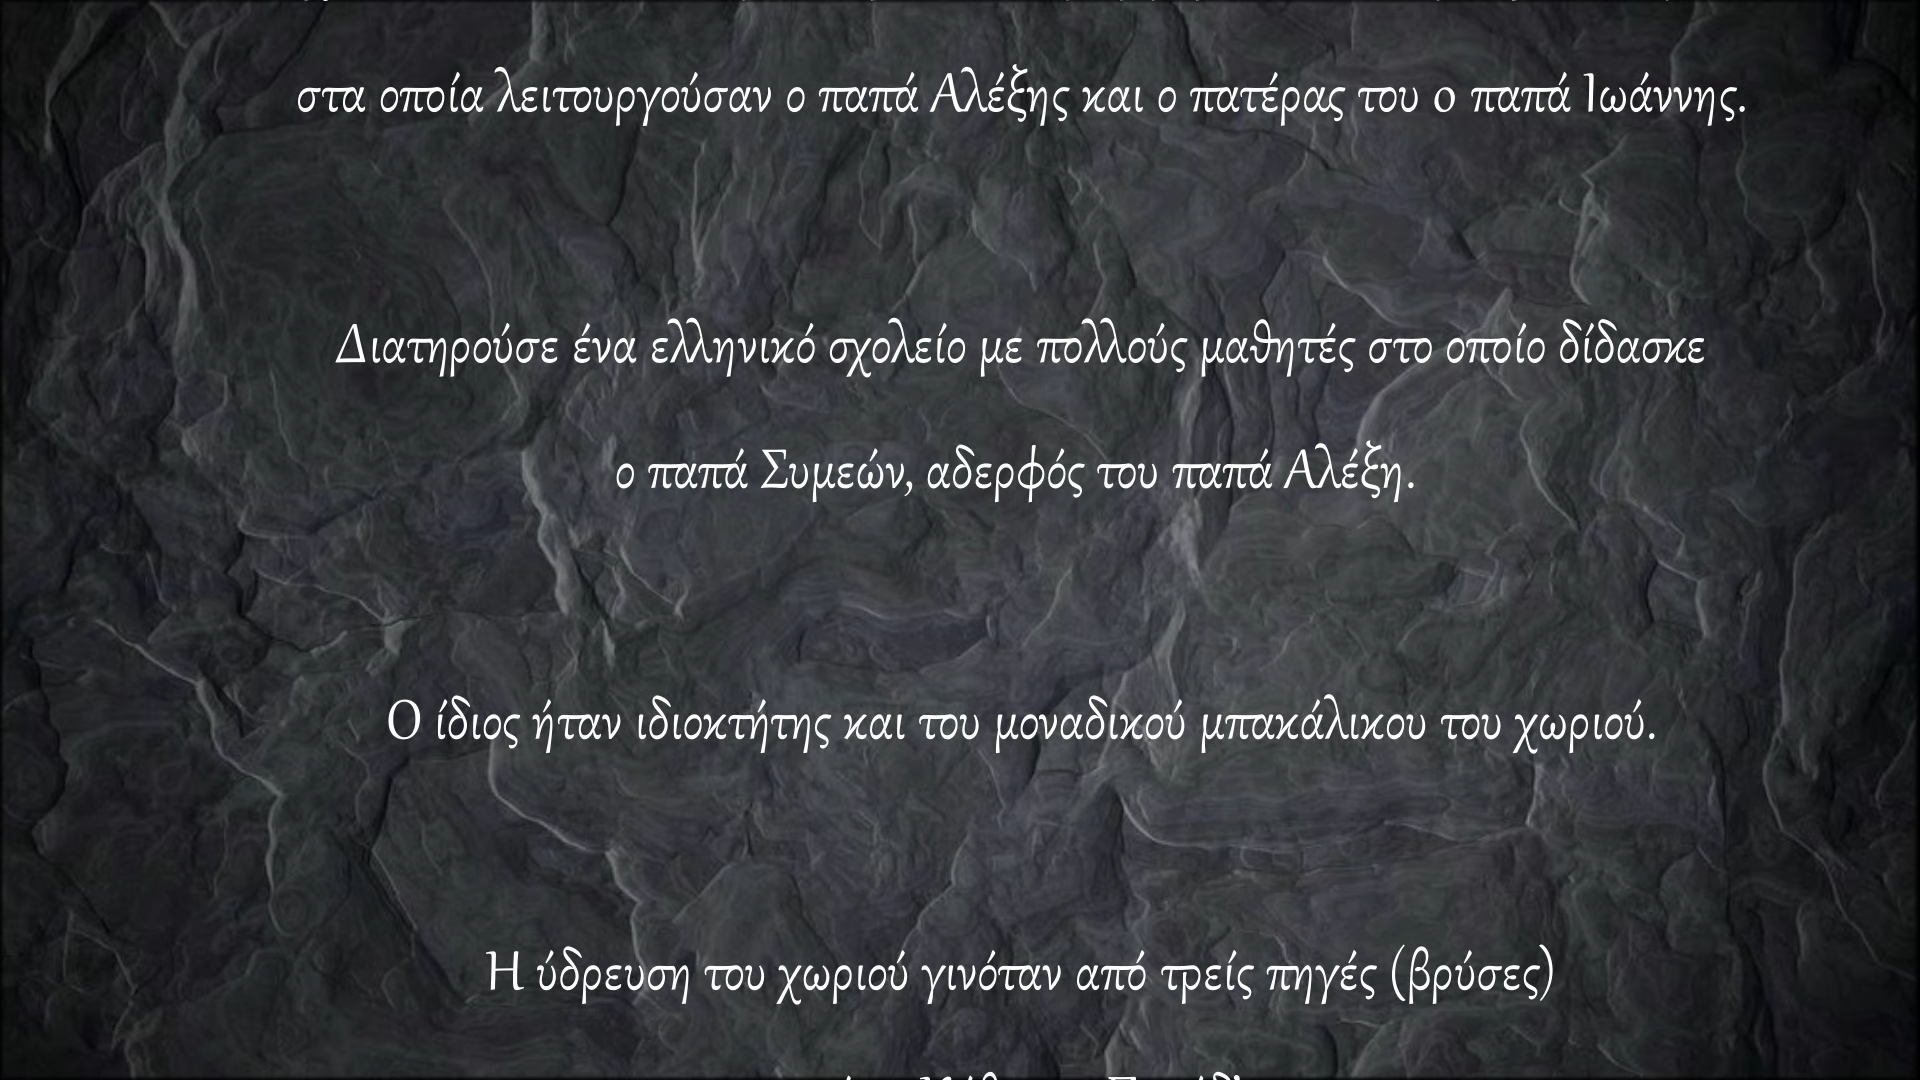 στα οποία λειτουργούσαν ο παπά Αλέξης και ο πατέρας του ο παπά Ιωάννης.
Διατηρούσε ένα ελληνικό σχολείο με πολλούς μαθητές στο οποίο δίδασκε
ο παπά Συμεών, αδερφός του παπά Αλέξη.
Ο ίδιος ήταν ιδιοκτήτης και του μοναδικού μπακάλικου του χωριού.
Η ύδρευση του χωριού γινόταν από τρείς πηγές (βρύσες)